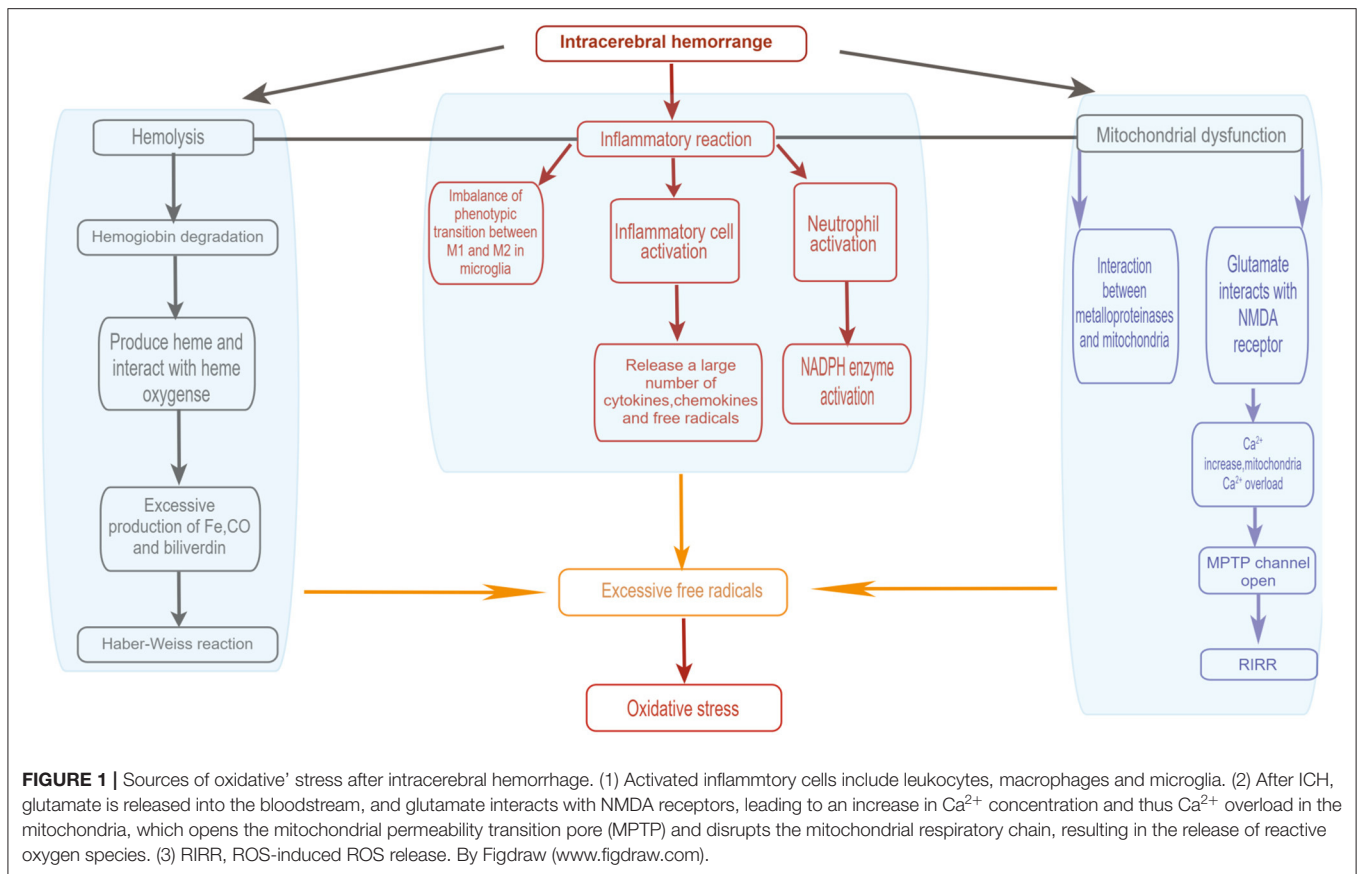 Intracerebral hemorrange
Hemolysis
Hemogiobin degradation
Produce heme and
interact with heme
oxygense
Excessive
production of Fe,CO
and biliverdin
Haber-Weiss reaction
Inflammatory reaction
Imbalance of
phenotypic
transition between
M1 and M2 in
microglia
Inflammatory cell
activation
Release a large
number of
cytokines,chemokines
and free radicals
Neutrophil
activation
NADPH enzyme
activation
Mitochondrial dysfunction
Interaction
between
metalloproteinases
and mitochondria
Glutamate
interacts with
NMDA
receptor
Ca²⁺
increase,mitochondria
Ca²⁺ overload
MPTP channel
open
RIRR
Excessive free radicals
Oxidative stress
FIGURE 1 | Sources of oxidative' stress after intracerebral hemorrhage. (1) Activated inflammtory cells include leukocytes, macrophages and microglia. (2) After ICH,
glutamate is released into the bloodstream, and glutamate interacts with NMDA receptors, leading to an increase in Ca²⁺ concentration and thus Ca²⁺ overload in the
mitochondria, which opens the mitochondrial permeability transition pore (MPTP) and disrupts the mitochondrial respiratory chain, resulting in the release of reactive
oxygen species. (3) RIRR, ROS-induced ROS release. By Figdraw (www.figdraw.com).